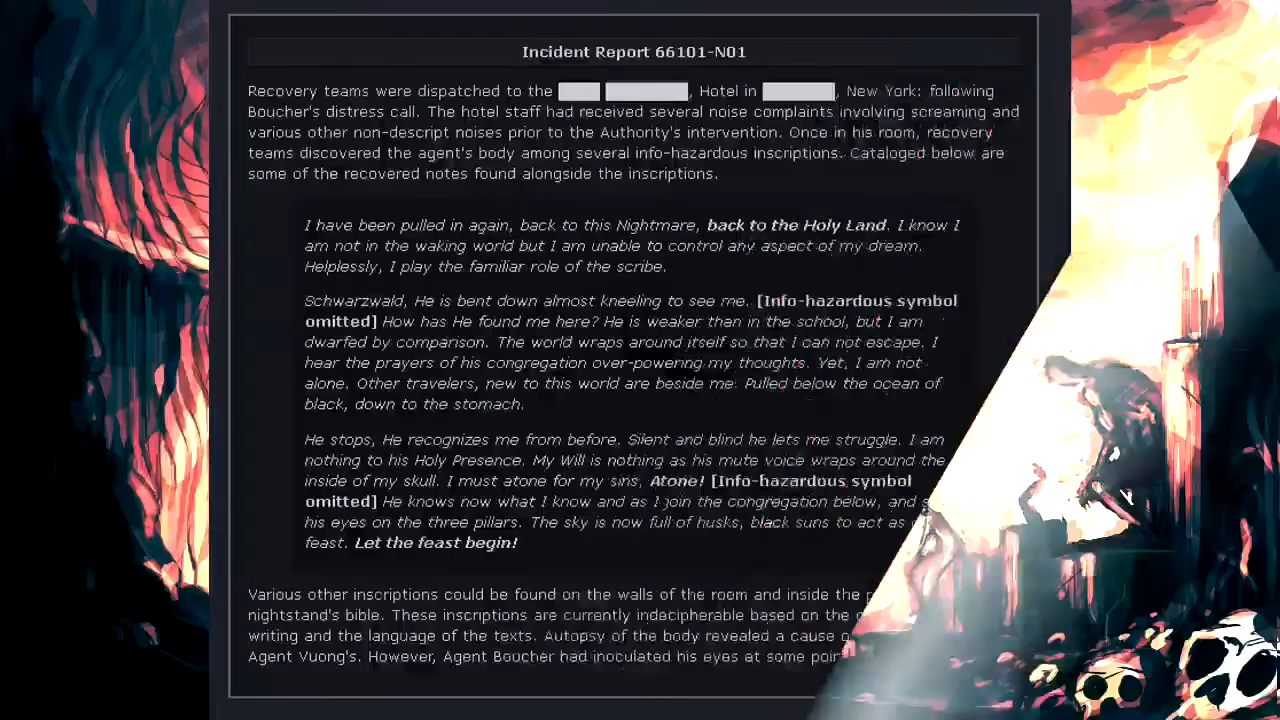 Incident Report 66101-N01
Recovery teams were dispatched to the , Hotel in , New York: following
Boucher's distress call. The hotel staff had received several noise complaints involving screaming and
various other non-descript noises prior to the Authority's intervention. Once in his room, recovery
teams discovered the agent's body among several info-hazardous inscriptions. Cataloged below are
some of the recovered notes found alongside the inscriptions.
I have been pulled in again, back to this Nightmare, back to the Holy Land. I know I
am not in the waking world but I am unable to control any aspect of my dream.
Helplessly, I play the familiar role of the scribe.
Schwarzwald, He is bent down almost kneeling to see me. [Info-hazardous symbol
omitted] How has He found me here? He is weaker than in the school, but I am
dwarfed by comparison. The world wraps around itself so that I can not escape. I
hear the prayers of his congregation over-powering my thoughts. Yet, I am not
alone. Other travelers, new to this world are beside me. Pulled below the ocean of
black, down to the stomach.
He stops, He recognizes me from before. Silent and blind he lets me struggle. I am
nothing to his Holy Presence. My Will is nothing as his mute voice wraps around the
inside of my skull. I must atone for my sins, Atone! [Info-hazardous symbol
omitted] He knows now what I know and as I join the congregation below, and
his eyes on the three pillars. The sky is now full of husks, black suns to act as
feast. Let the feast begin!
Various other inscriptions could be found on the walls of the room and inside the
nightstand's bible. These inscriptions are currently indecipherable based on the
writing and the language of the texts. Autopsy of the body revealed a cause
Agent Vuong's. However, Agent Boucher had inoculated his eyes at some